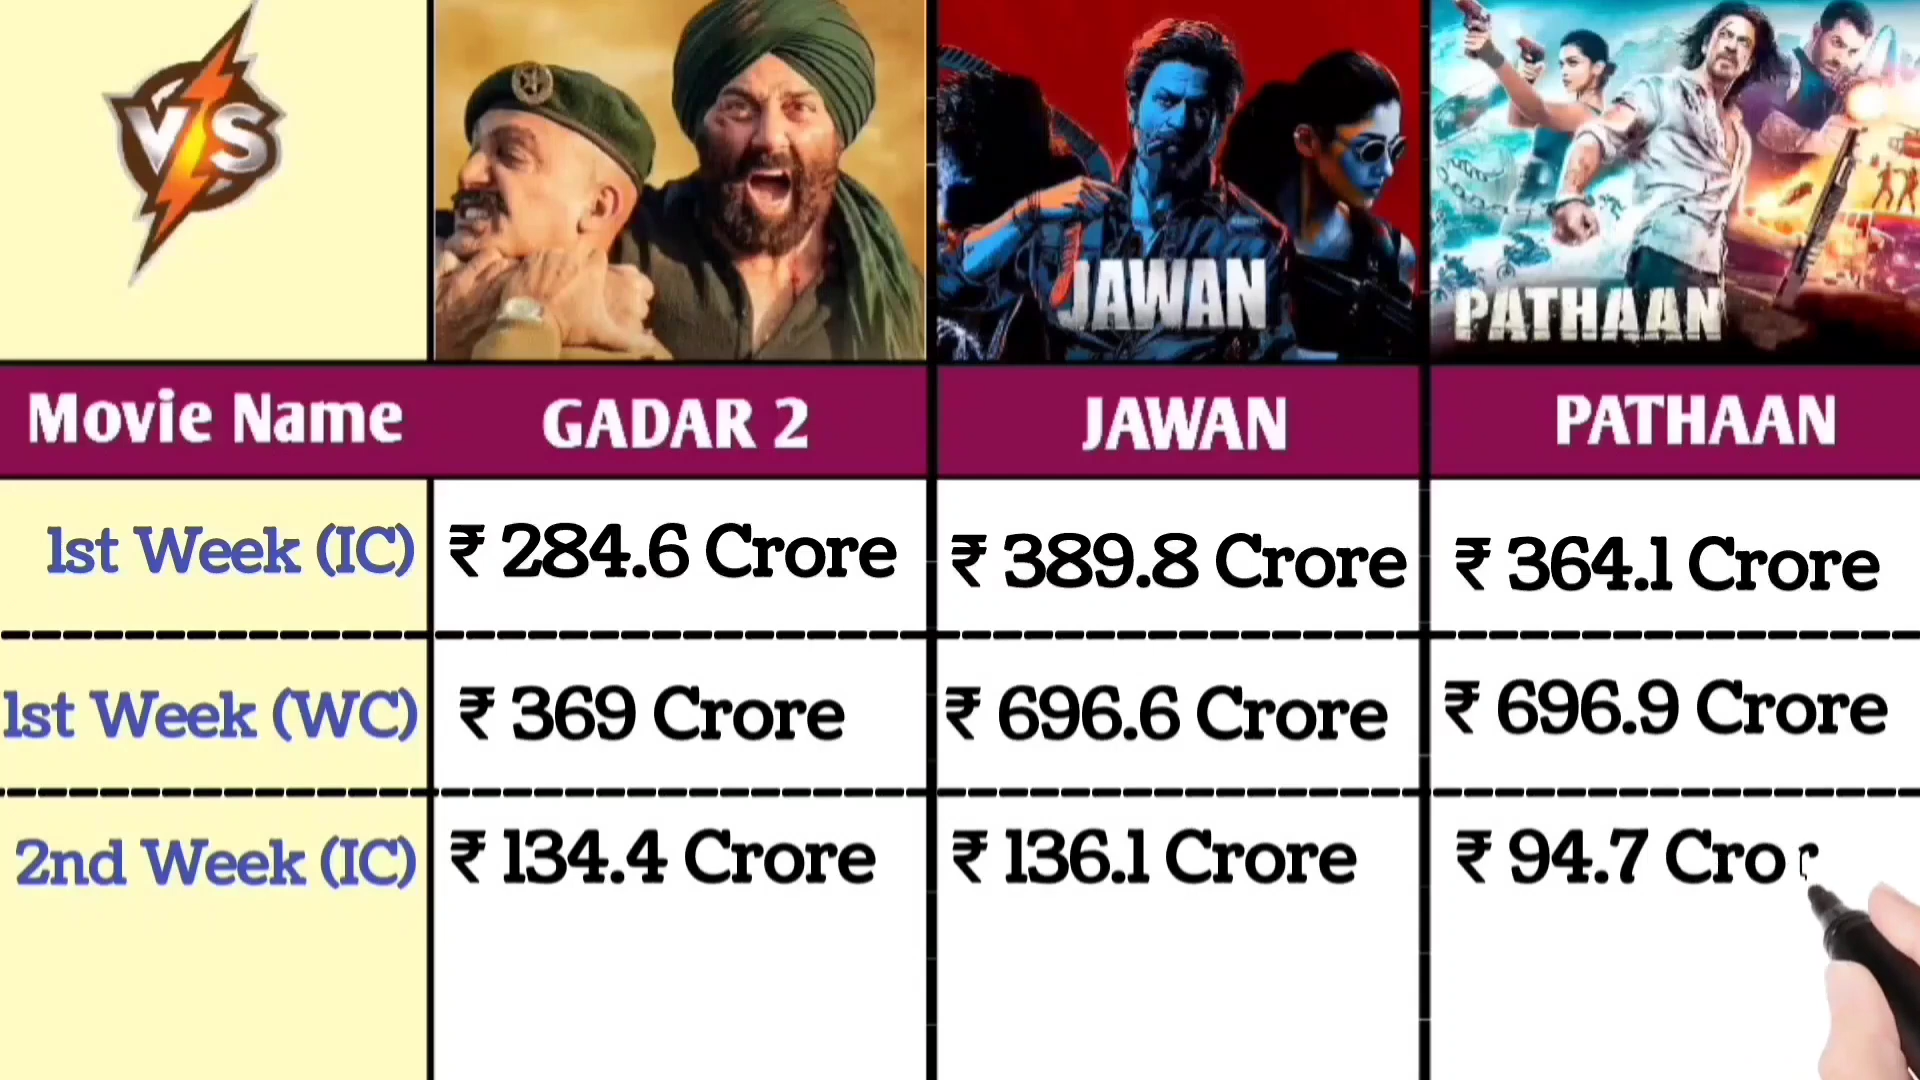 VS
JAWAN
PATHAAN
Movie Name GADAR 2 JAWAN PATHAAN
1st Week (IC) ₹ 284.6 Crore ₹ 389.8 Crore ₹ 364.1 Crore
1st Week (WC) ₹ 369 Crore ₹ 696.6 Crore ₹ 696.9 Crore
2nd Week (IC) ₹ 134.4 Crore ₹ 136.1 Crore ₹ 94.7 Cror